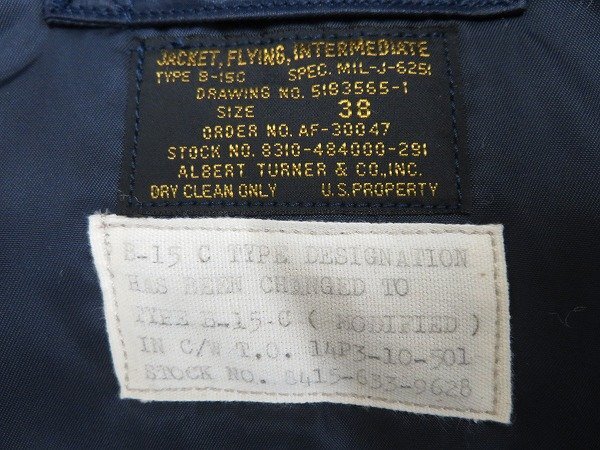 JACKET, FLYING, INTERMEDIATE
TYPE B-15C SPEC. MIL-J-6251
DRAWING NO. 5183565-1
SIZE 38
ORDER NO. AF-30047
STOCK NO. 8310-484000-291
ALBERT TURNER & CO., INC.
DRY CLEAN ONLY U.S. PROPERTY
B-15 C TYPE DESIGNATION
HAS BEEN CHANGED TO
TYPE B-15-C ( MODIFIED )
IN C/W T.O. 14P3-10-501
STOCK NO. 8415-653-9628